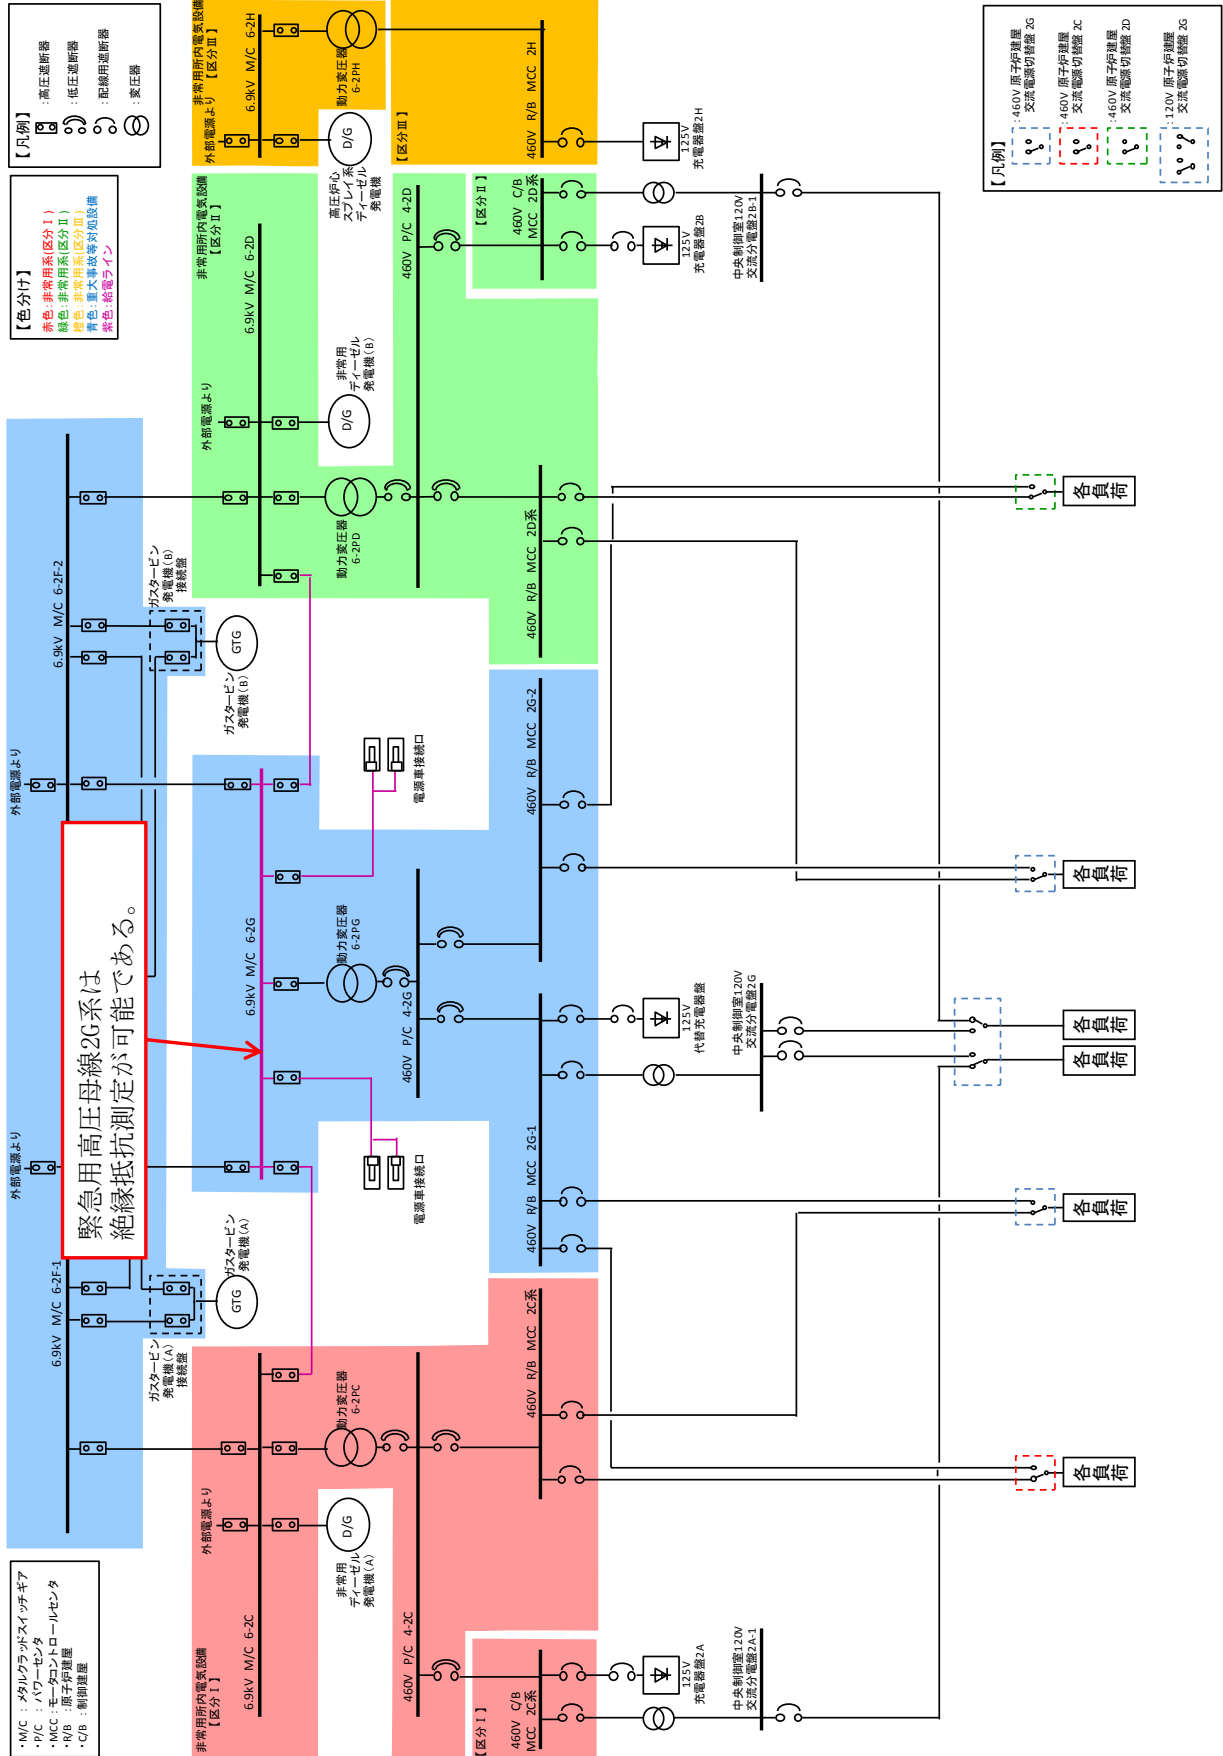 ・M/C ：メタルクラッドスイッチギア
・P/C ：パワーセンタ
・MCC：モータコントロールセンタ
・R/B ：原子炉建屋
・C/B ：制御建屋
【色分け】
赤色：非常用系(区分Ⅰ)
緑色：非常用系(区分Ⅱ)
橙色：非常用系(区分Ⅲ)
青色：重大事故等対処設備
紫色：給電ライン
【凡例】
：高圧遮断器
：低圧遮断器
：配線用遮断器
：変圧器
6.9kV M/C 6-2F-1
外部電源より
緊急用高圧母線2G系は
絶縁抵抗測定が可能である。
外部電源より
6.9kV M/C 6-2F-2
ガスタービン
発電機(A)
接続盤
GTG
ガスタービン
発電機(A)
ガスタービン
発電機(B)
接続盤
GTG
ガスタービン
発電機(B)
非常用所内電気設備
【区分Ⅰ】
外部電源より
6.9kV M/C 6-2C
6.9kV M/C 6-2G
非常用所内電気設備
【区分Ⅱ】
外部電源より
6.9kV M/C 6-2D
非常用所内電気設備
【区分Ⅲ】
外部電源より
6.9kV M/C 6-2H
非常用
ディーゼル
発電機(A)
D/G
動力変圧器
6-2PC
動力変圧器
6-2PG
動力変圧器
6-2PD
D/G
非常用
ディーゼル
発電機(B)
高圧炉心
スプレイ系
ディーゼル
発電機
D/G
動力変圧器
6-2PH
電源車接続口
電源車接続口
460V P/C 4-2C
460V P/C 4-2G
460V P/C 4-2D
【区分Ⅰ】
460V C/B
MCC 2C系
460V R/B MCC 2C系
460V R/B MCC 2G-1
460V R/B MCC 2G-2
460V R/B MCC 2D系
【区分Ⅱ】
460V C/B
MCC 2D系
【区分Ⅲ】
460V R/B MCC 2H
125V
充電器盤2A
125V
代替充電器盤
125V
充電器盤2B
125V
充電器盤2H
中央制御室120V
交流分電盤2A-1
中央制御室120V
交流分電盤2G
中央制御室120V
交流分電盤2B-1
各負荷
各負荷
各負荷
各負荷
各負荷
各負荷
【凡例】
：460V 原子炉建屋
交流電源切替盤 2G
：460V 原子炉建屋
交流電源切替盤 2C
：460V 原子炉建屋
交流電源切替盤 2D
：120V 原子炉建屋
交流電源切替盤 2G